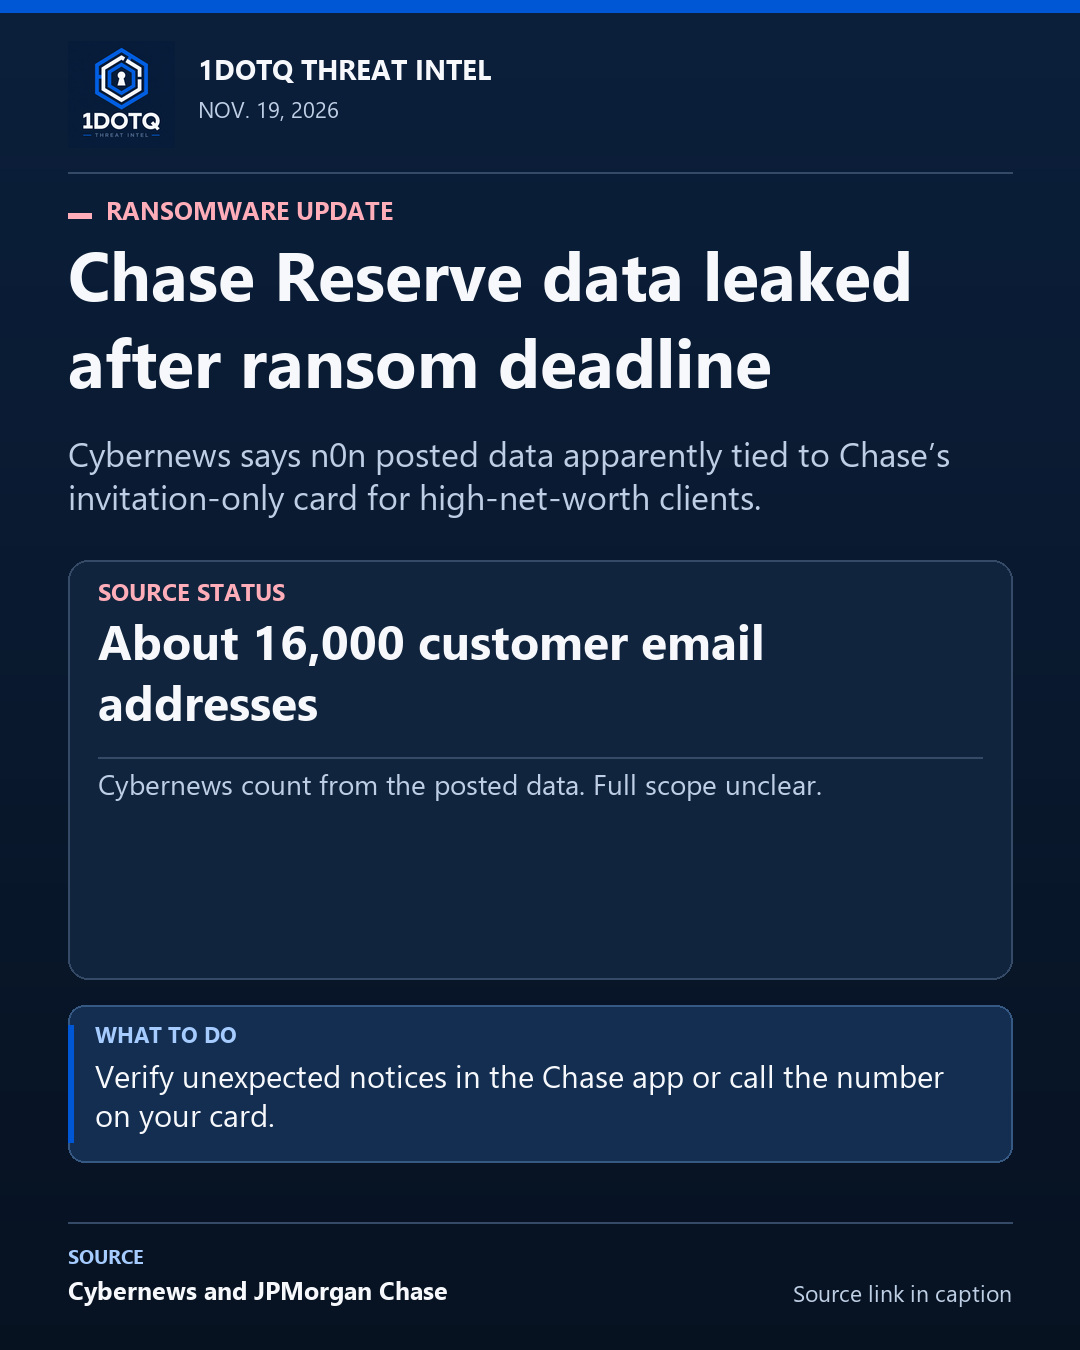 1DOTQ
THREAT INTEL
1DOTQ THREAT INTEL
NOV. 19, 2026
RANSOMWARE UPDATE
Chase Reserve data leaked
after ransom deadline
Cybernews says n0n posted data apparently tied to Chase’s
invitation-only card for high-net-worth clients.
SOURCE STATUS
About 16,000 customer email
addresses
Cybernews count from the posted data. Full scope unclear.
WHAT TO DO
Verify unexpected notices in the Chase app or call the number
on your card.
SOURCE
Cybernews and JPMorgan Chase
Source link in caption